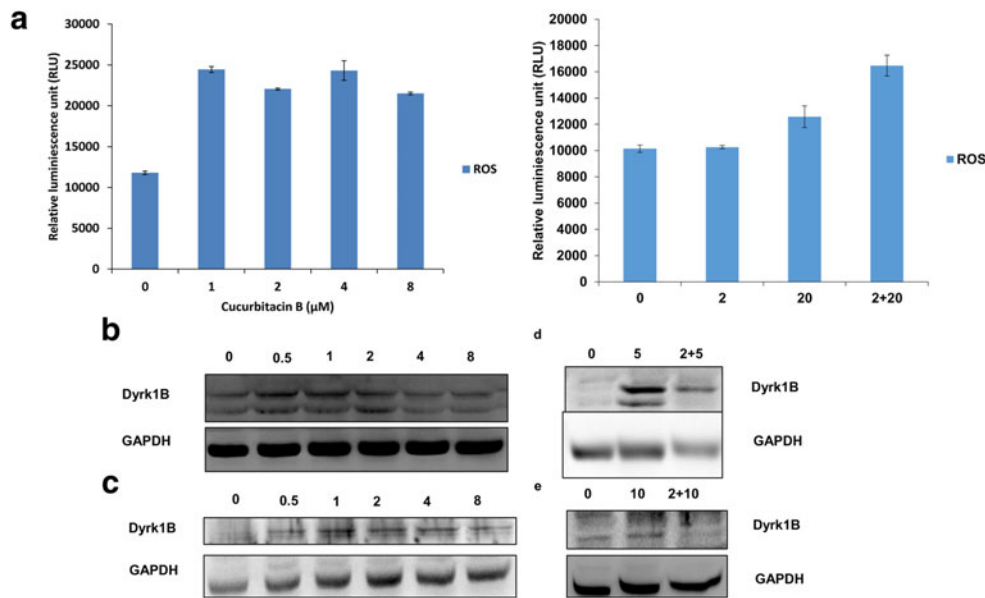 a
Relative luminiescence unit (RLU)
30000
25000
20000
15000
10000
5000
0
0 1 2 4 8
Cucurbitacin B (µM)
ROS
Relative luminiescence unit (RLU)
20000
18000
16000
14000
12000
10000
8000
6000
4000
2000
0
0 2 20 2+20
ROS
b
0 0.5 1 2 4 8
Dyrk1B
GAPDH
c
0 0.5 1 2 4 8
Dyrk1B
GAPDH
d
0 5 2+5
Dyrk1B
GAPDH
e
0 10 2+10
Dyrk1B
GAPDH